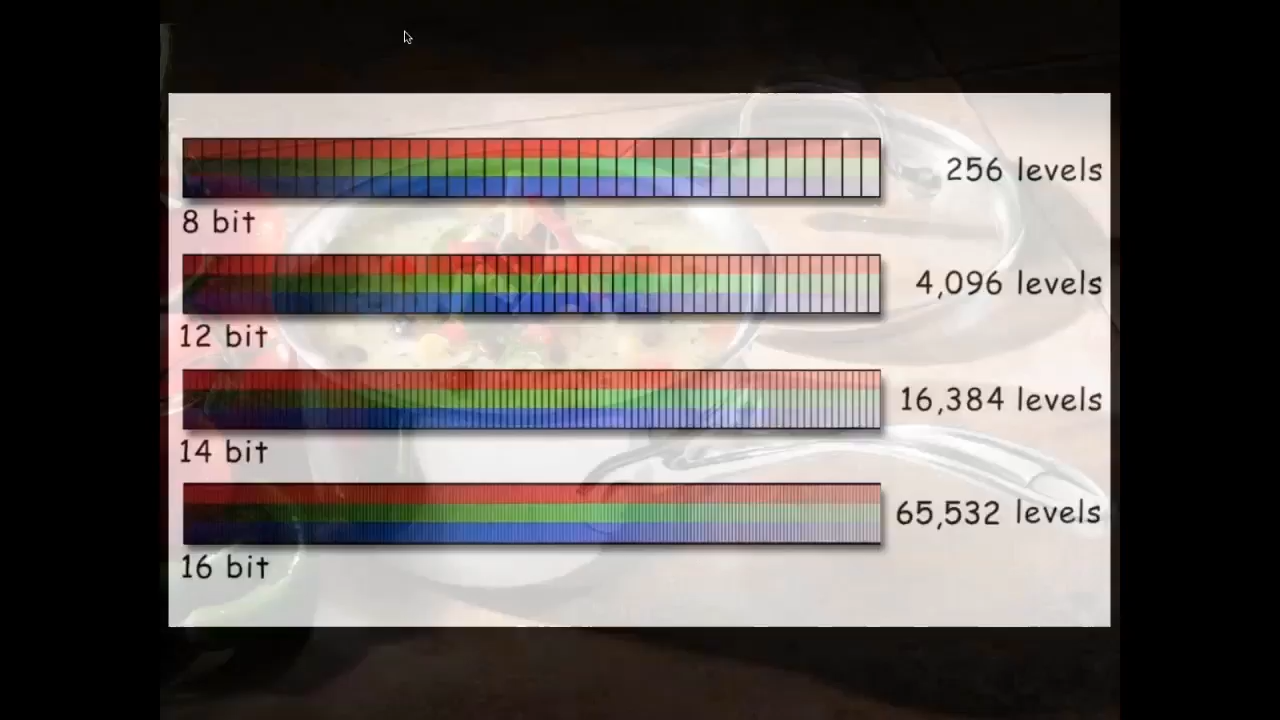 256 levels
8 bit
4,096 levels
12 bit
16,384 levels
14 bit
65,532 levels
16 bit